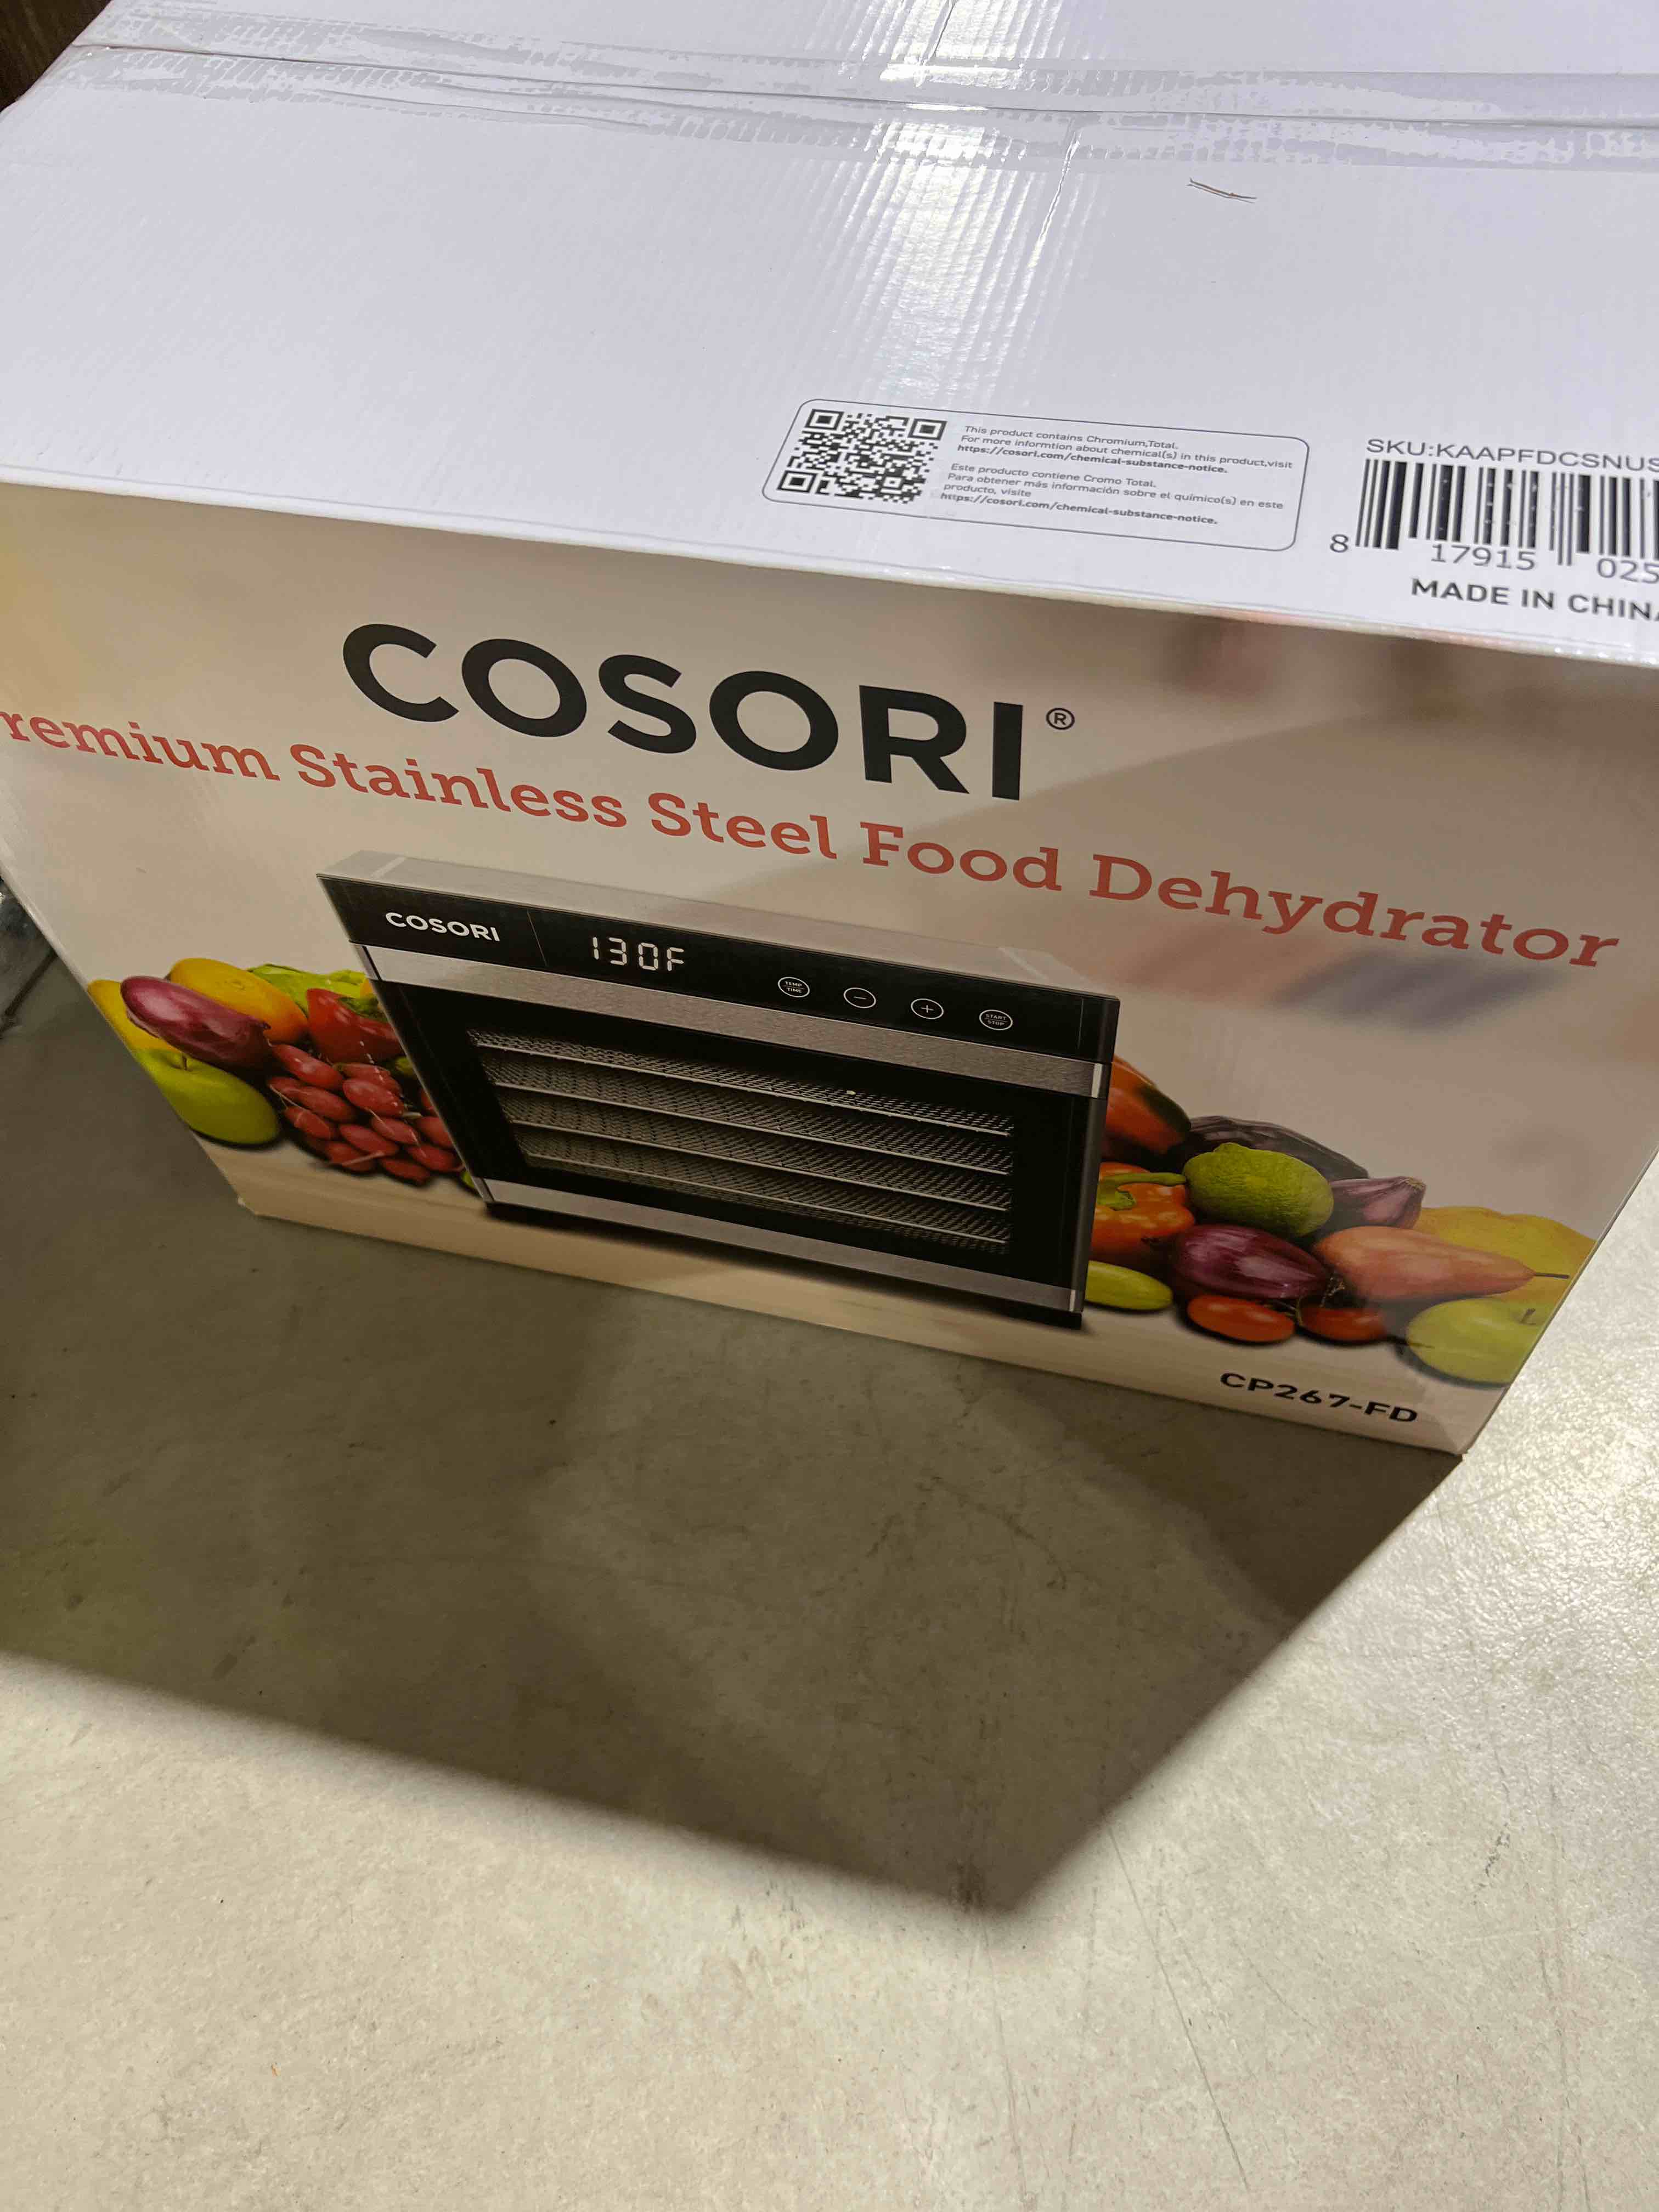 This product contains Chromium,Total.
For more informtion about chemical(s) in this product,visit
https://cosori.com/chemical-substance-notice.
Este producto contiene Cromo Total.
Para obtener más información sobre el químico(s) en este
producto, visite
https://cosori.com/chemical-substance-notice.
SKU:KAAPFDCSNUS
8 17915 025
MADE IN CHINA
COSORI®
remium Stainless Steel Food Dehydrator
COSORI
130F
TEMP
TIME
−
+
START
STOP
CP267-FD